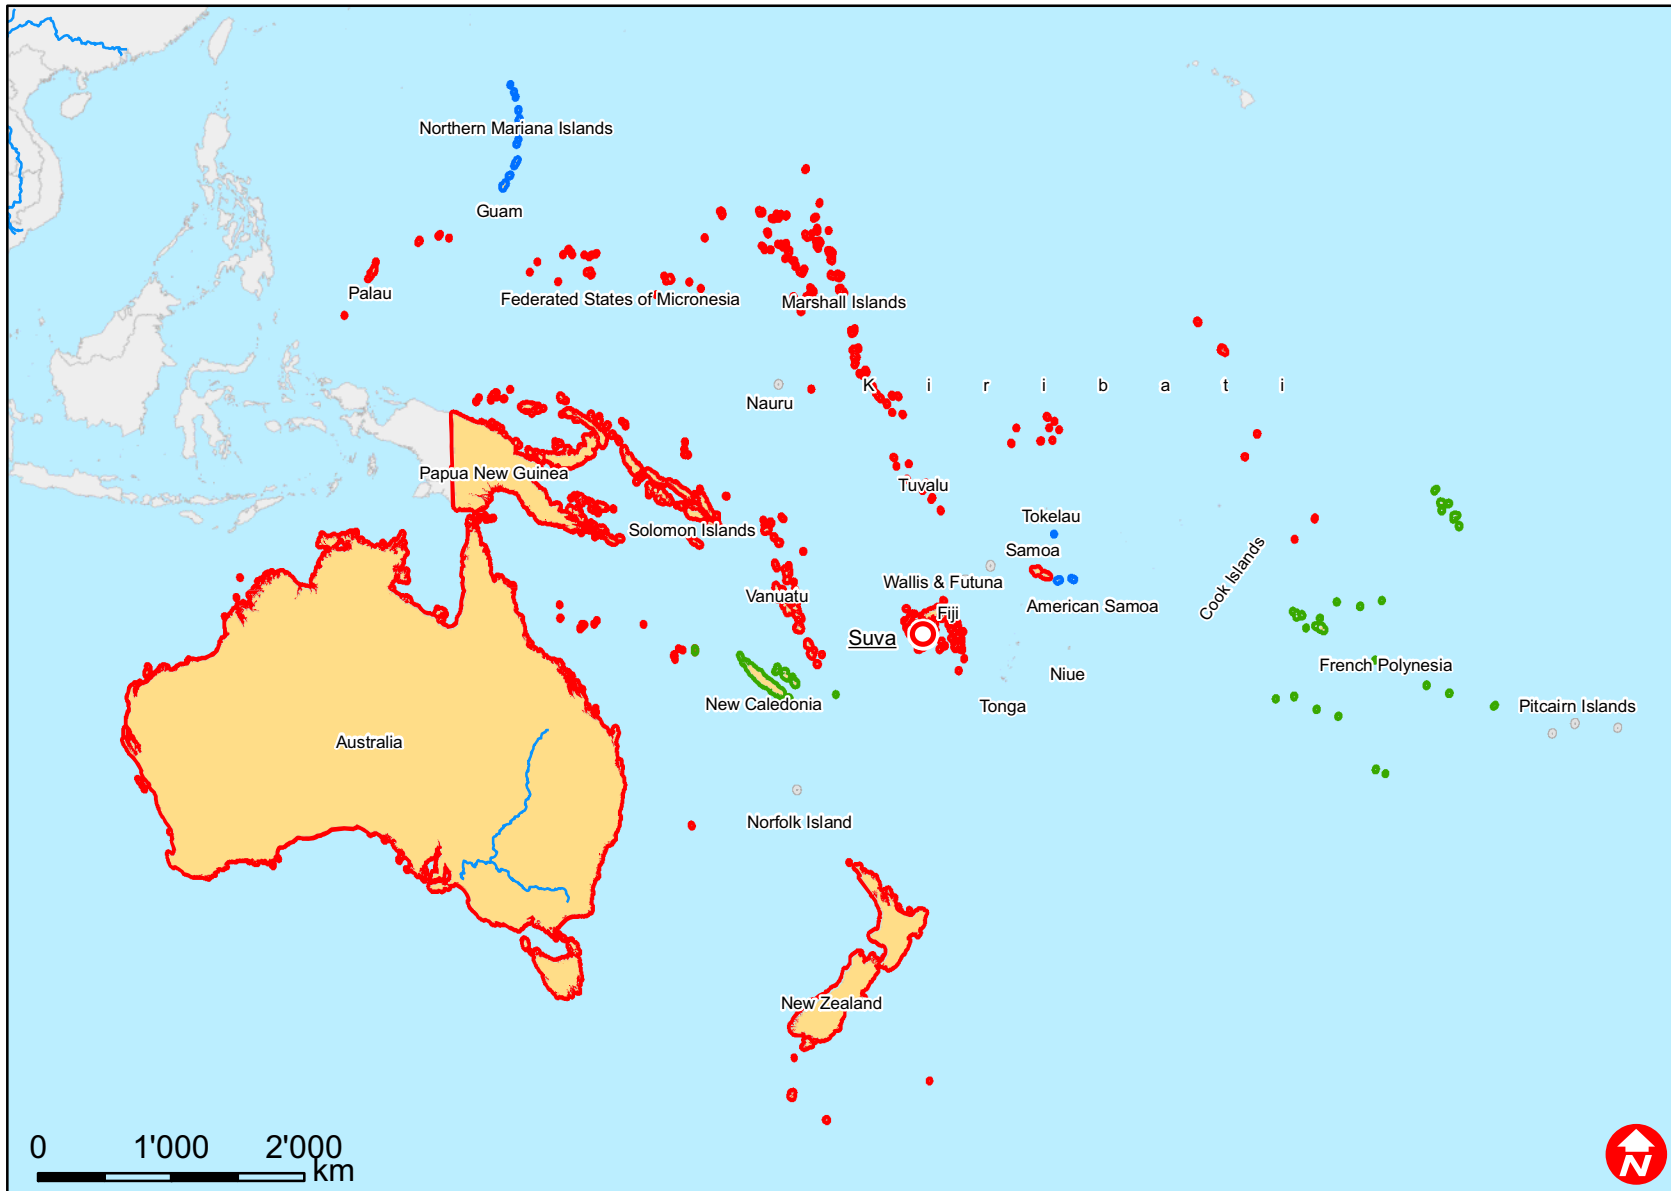 Northern Mariana Islands
Guam
Palau
Federated States of Micronesia
Marshall Islands
Nauru
K i r i b a t i
Papua New Guinea
Tuvalu
Solomon Islands
Tokelau
Samoa
Wallis & Futuna
Vanuatu
Fiji
American Samoa
Cook Islands
Suva
French Polynesia
Niue
New Caledonia
Tonga
Pitcairn Islands
Australia
Norfolk Island
New Zealand
0 1'000 2'000
km
N